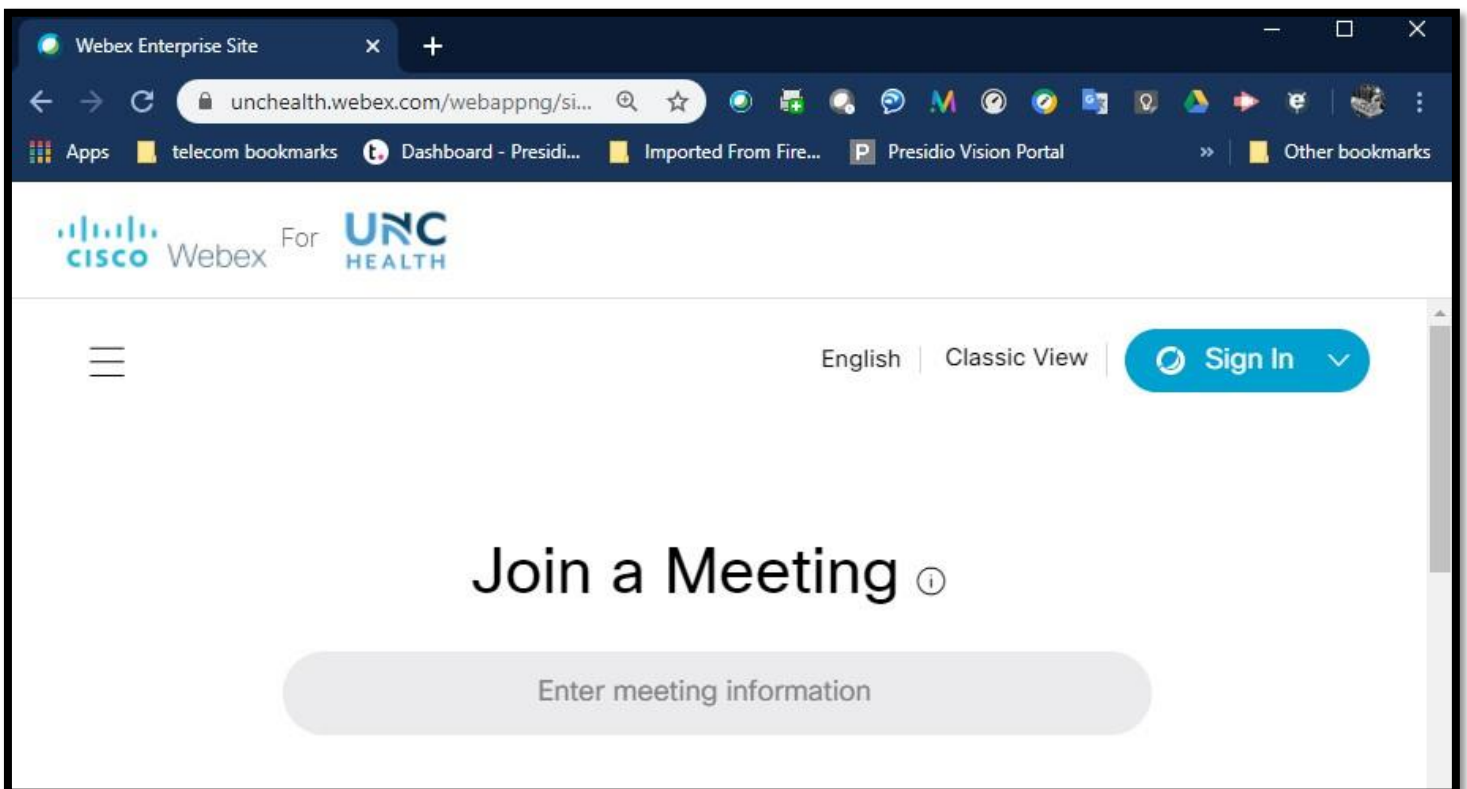 Webex Enterprise Site
unchealth.webex.com/webappng/si...
Apps telecom bookmarks Dashboard - Presidi... Imported From Fire... Presidio Vision Portal » Other bookmarks
CISCO Webex For UNC HEALTH
English Classic View Sign In
Join a Meeting
Enter meeting information